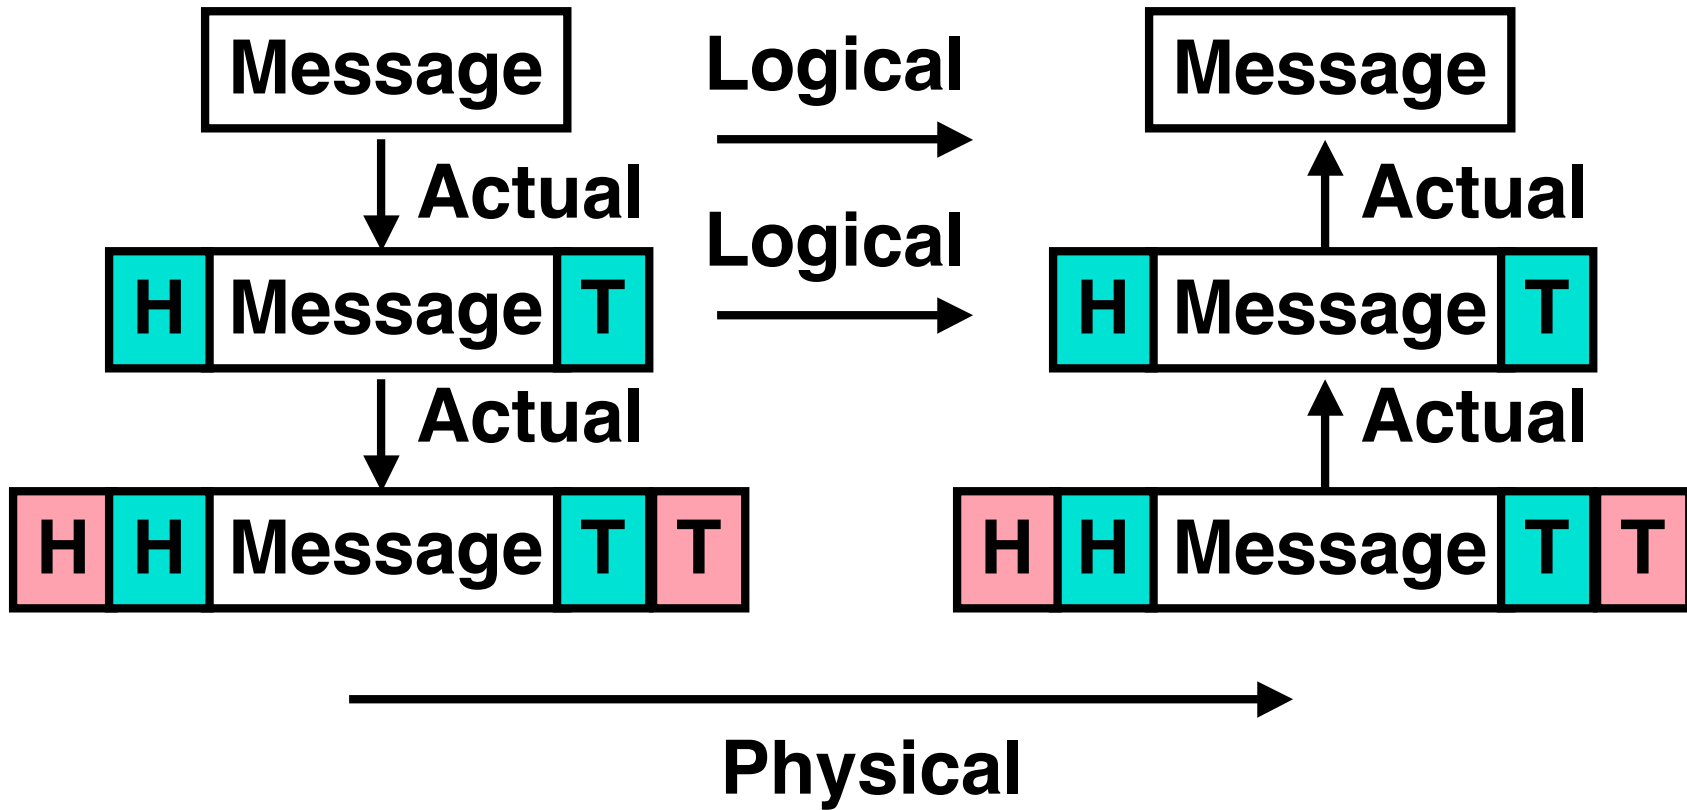 Message Logical Message
Actual Actual
Logical
H Message T H Message T
Actual Actual
H H Message T T H H Message T T
Physical